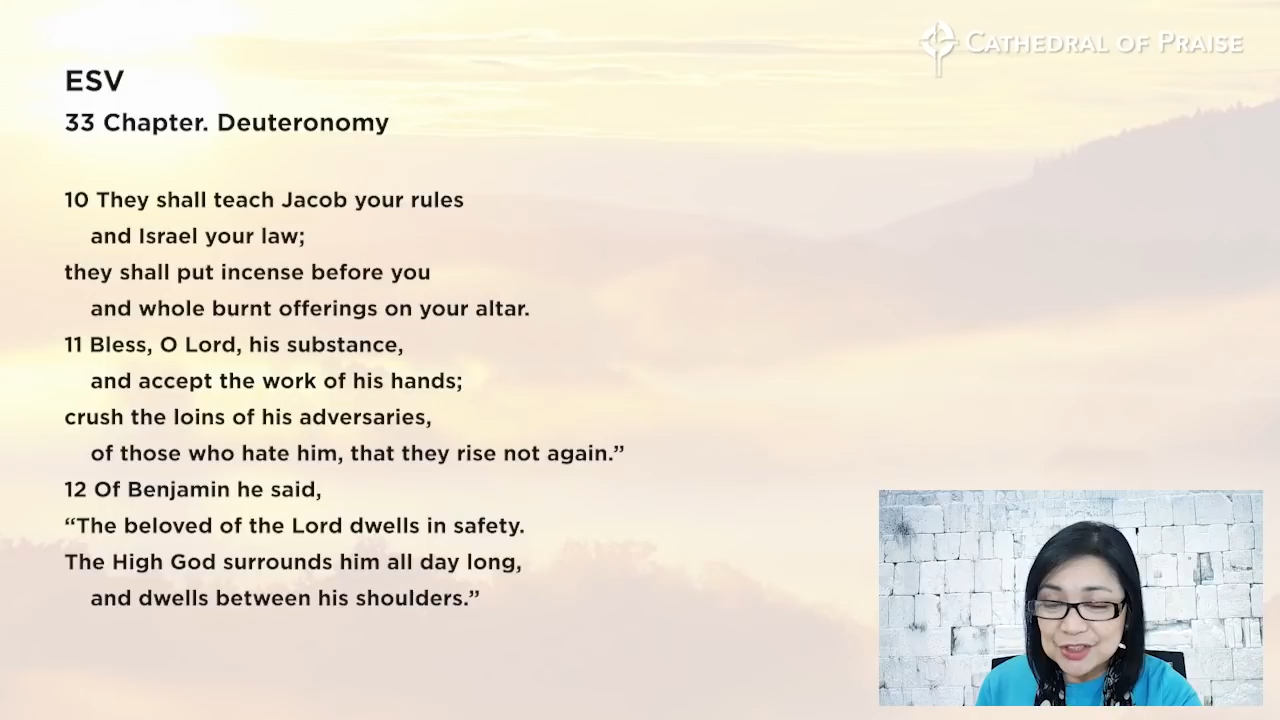 CATHEDRAL OF PRAISE
ESV
33 Chapter. Deuteronomy
10 They shall teach Jacob your rules
and Israel your law;
they shall put incense before you
and whole burnt offerings on your altar.
11 Bless, O Lord, his substance,
and accept the work of his hands;
crush the loins of his adversaries,
of those who hate him, that they rise not again.”
12 Of Benjamin he said,
“The beloved of the Lord dwells in safety.
The High God surrounds him all day long,
and dwells between his shoulders.”